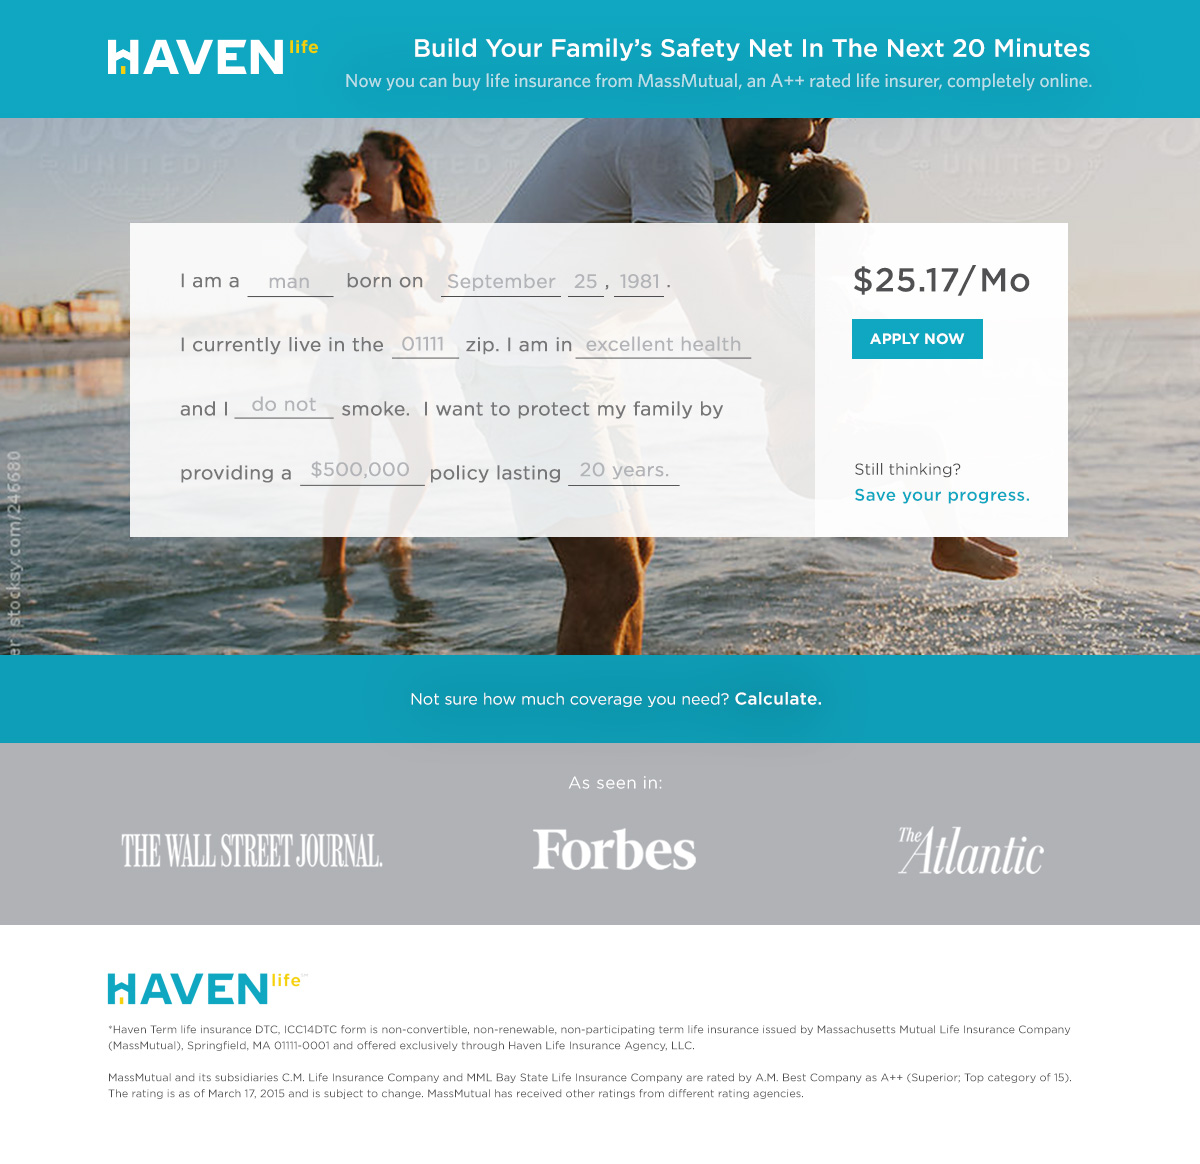 HAVEN life
Build Your Family's Safety Net In The Next 20 Minutes
Now you can buy life insurance from MassMutual, an A++ rated life insurer, completely online.
UNITED
UNITED
UNITED
I am a man born on September 25, 1981.
$25.17/Mo
APPLY NOW
I currently live in the 01111 zip. I am in excellent health
and I do not smoke. I want to protect my family by
providing a $500,000 policy lasting 20 years.
Still thinking?
Save your progress.
stocksy.com/246680
Not sure how much coverage you need? Calculate.
As seen in:
THE WALL STREET JOURNAL.
Forbes
The Atlantic
HAVEN life
*Haven Term life insurance DTC, ICC14DTC form is non-convertible, non-renewable, non-participating term life insurance issued by Massachusetts Mutual Life Insurance Company
(MassMutual), Springfield, MA 01111-0001 and offered exclusively through Haven Life Insurance Agency, LLC.
MassMutual and its subsidiaries C.M. Life Insurance Company and MML Bay State Life Insurance Company are rated by A.M. Best Company as A++ (Superior; Top category of 15).
The rating is as of March 17, 2015 and is subject to change. MassMutual has received other ratings from different rating agencies.